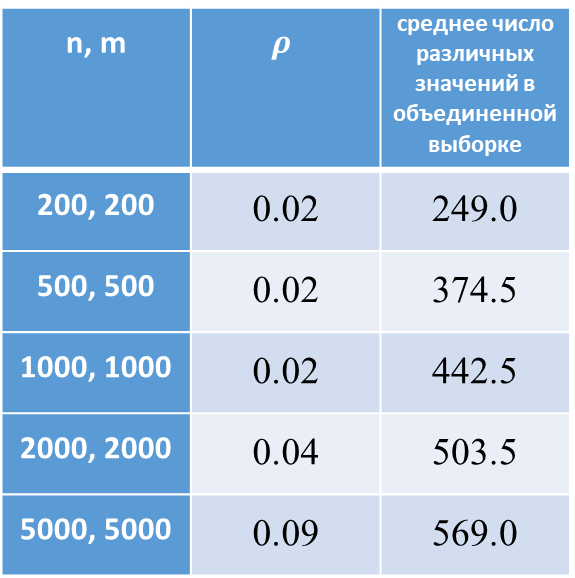 n, m ρ среднее число
различных
значений в
объединенной
выборке
200, 200 0.02 249.0
500, 500 0.02 374.5
1000, 1000 0.02 442.5
2000, 2000 0.04 503.5
5000, 5000 0.09 569.0